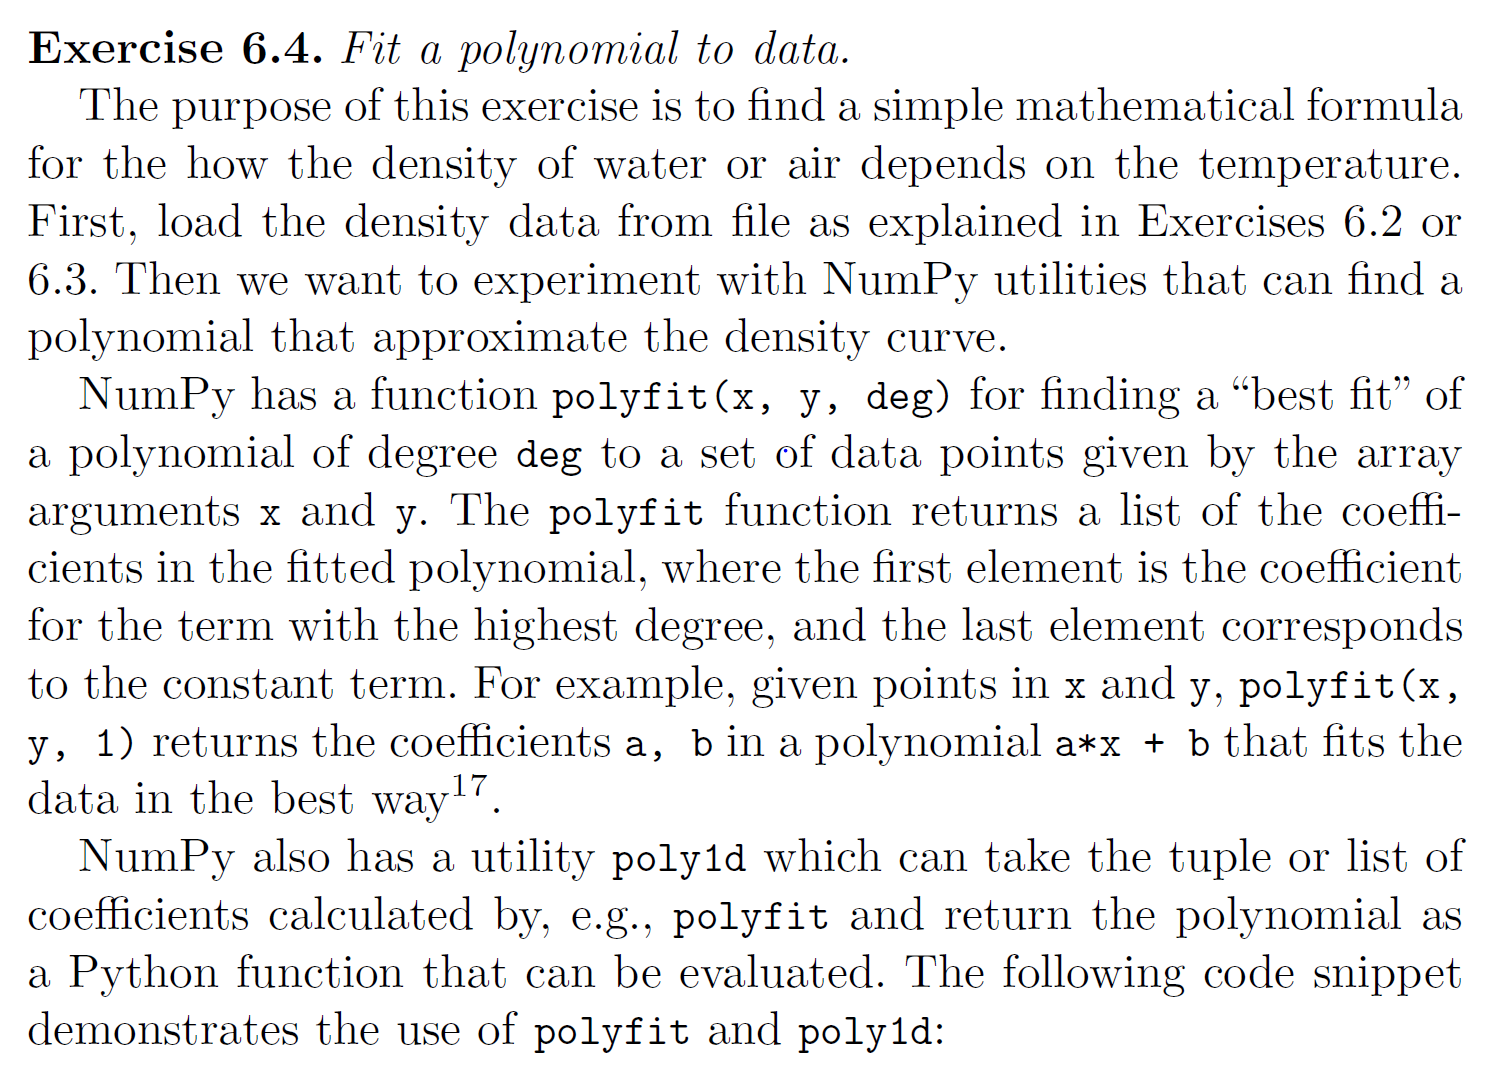 Exercise 6.4. Fit a polynomial to data.
The purpose of this exercise is to find a simple mathematical formula
for the how the density of water or air depends on the temperature.
First, load the density data from file as explained in Exercises 6.2 or
6.3. Then we want to experiment with NumPy utilities that can find a
polynomial that approximate the density curve.
NumPy has a function polyfit(x, y, deg) for finding a “best fit” of
a polynomial of degree deg to a set of data points given by the array
arguments x and y. The polyfit function returns a list of the coeffi-
cients in the fitted polynomial, where the first element is the coefficient
for the term with the highest degree, and the last element corresponds
to the constant term. For example, given points in x and y, polyfit(x,
y, 1) returns the coefficients a, b in a polynomial a*x + b that fits the
data in the best way17.
NumPy also has a utility poly1d which can take the tuple or list of
coefficients calculated by, e.g., polyfit and return the polynomial as
a Python function that can be evaluated. The following code snippet
demonstrates the use of polyfit and poly1d: